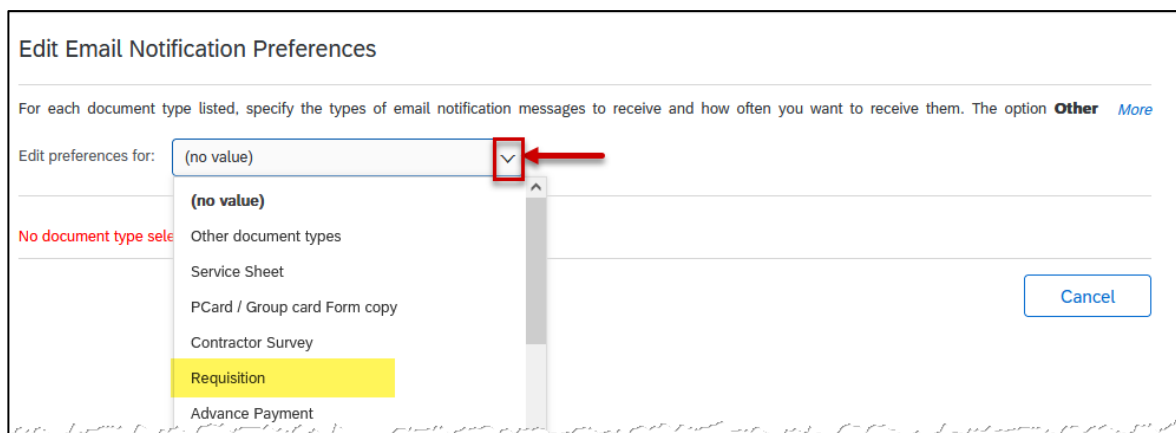 Edit Email Notification Preferences
For each document type listed, specify the types of email notification messages to receive and how often you want to receive them. The option Other More
Edit preferences for: (no value)
(no value)
No document type sele
Other document types
Service Sheet
PCard / Group card Form copy
Cancel
Contractor Survey
Requisition
Advance Payment